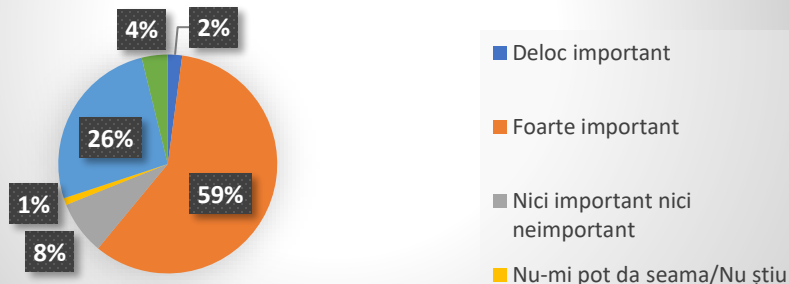 4%
2%
26%
59%
1%
8%
Deloc important
Foarte important
Nici important nici
neimportant
Nu-mi pot da seama/Nu știu